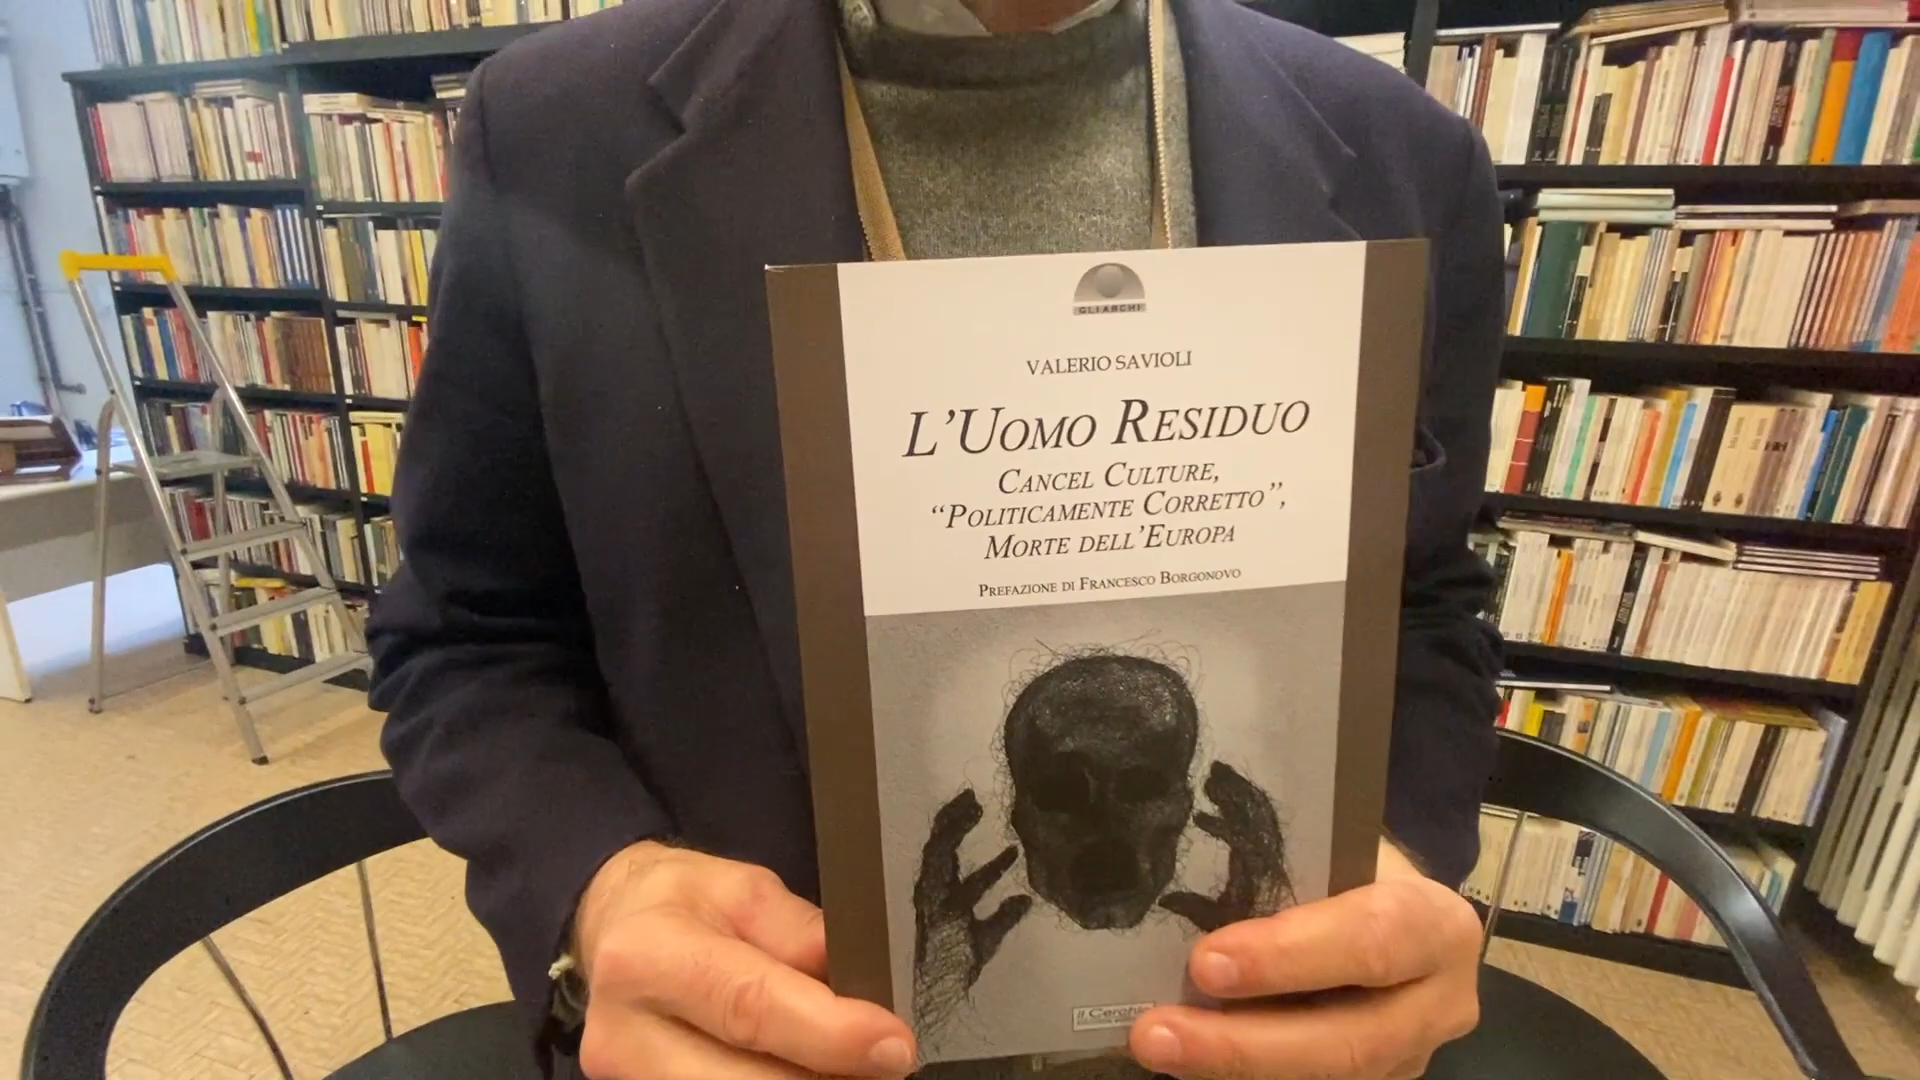 GLI ARCHI
VALERIO SAVIOLI
L'UOMO RESIDUO
CANCEL CULTURE,
“POLITICAMENTE CORRETTO”,
MORTE DELL'EUROPA
PREFAZIONE DI FRANCESCO BORGONOVO
il Cerchio